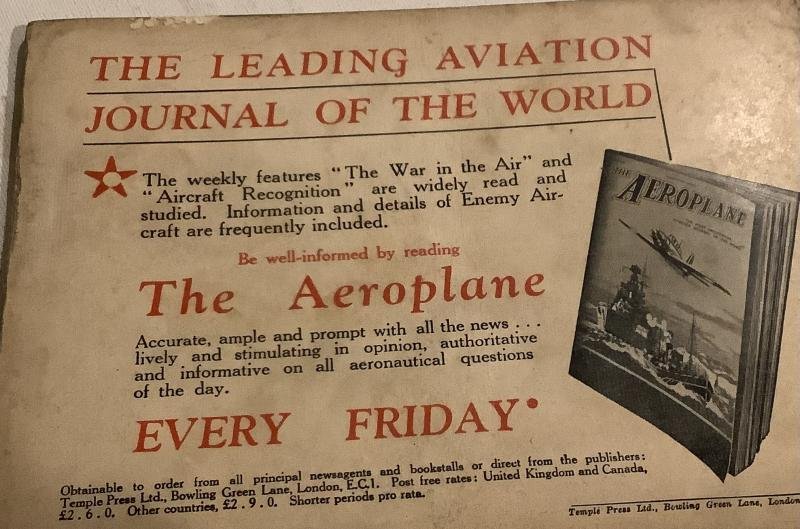 THE LEADING AVIATION
JOURNAL OF THE WORLD
The weekly features "The War in the Air" and
"Aircraft Recognition" are widely read and
studied. Information and details of Enemy Air-
craft are frequently included.
Be well-informed by reading
The Aeroplane
Accurate, ample and prompt with all the news . . .
lively and stimulating in opinion, authoritative
and informative on all aeronautical questions
of the day.
EVERY FRIDAY
THE
AEROPLANE
Obtainable to order from all principal newsagents and bookstalls or direct from the publishers:
Temple Press Ltd., Bowling Green Lane, London, E.C.1. Post free rates: United Kingdom and Canada,
£2 . 6 . 0. Other countries, £2 . 9 . 0. Shorter periods pro rata.
Temple Press Ltd., Bowling Green Lane, London